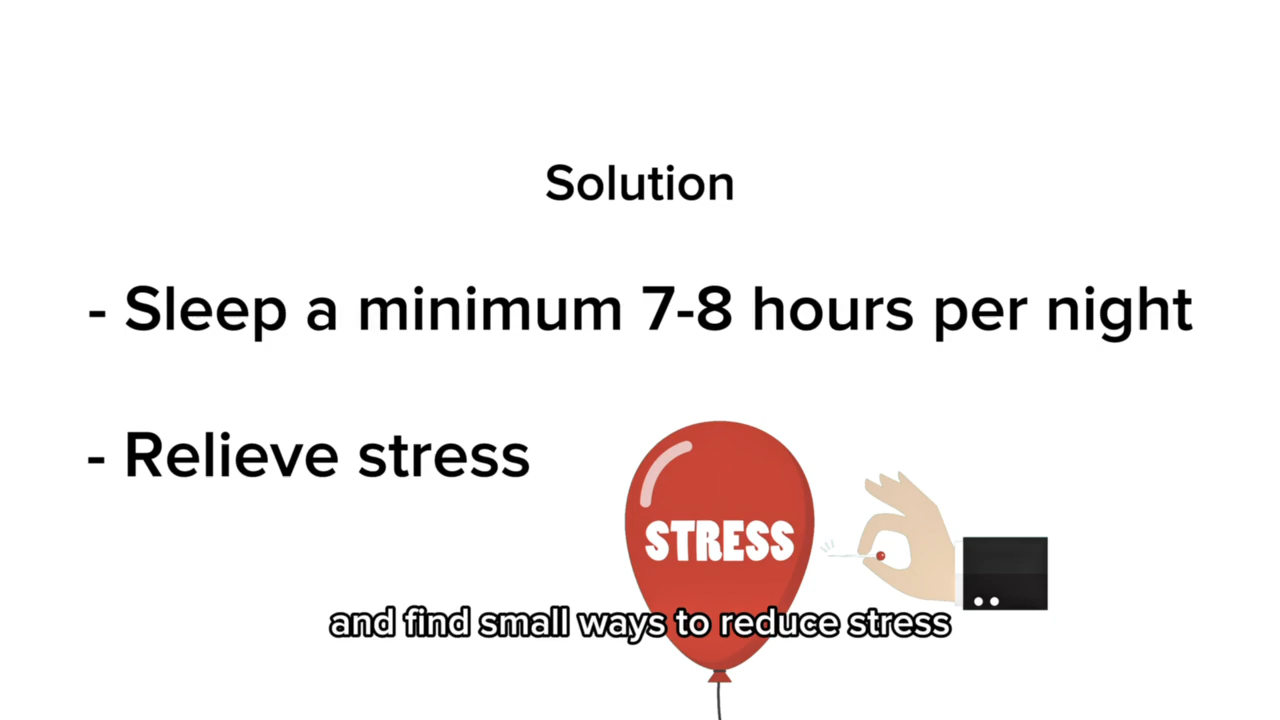 Solution
- Sleep a minimum 7-8 hours per night
- Relieve stress
STRESS
and find small ways to reduce stress